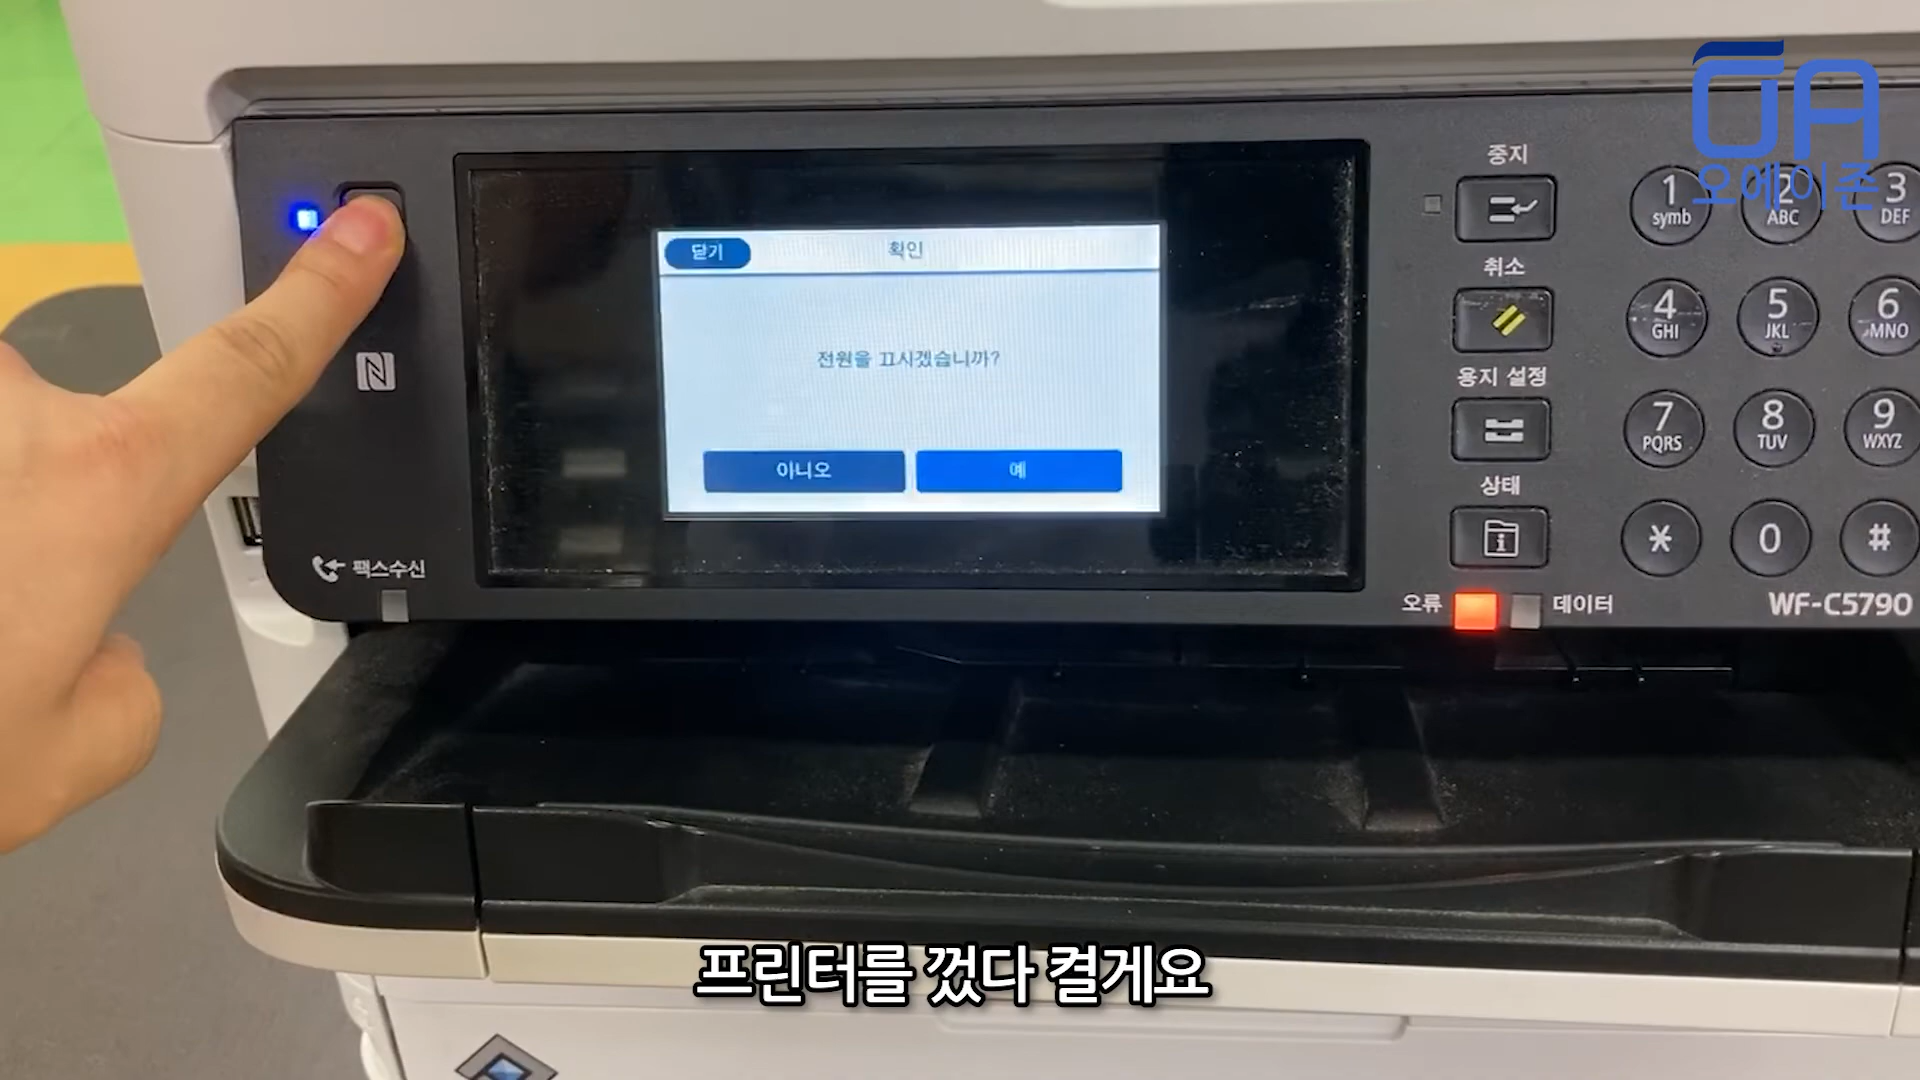 OA
오에이존
중지
1
symb
2
ABC
3
DEF
닫기
확인
취소
4
GHI
5
JKL
6
MNO
전원을 끄시겠습니까?
용지 설정
7
PQRS
8
TUV
9
WXYZ
아니오
예
상태
*
0
#
팩스수신
오류
데이터
WF-C5790
프린터를 껐다 켤게요